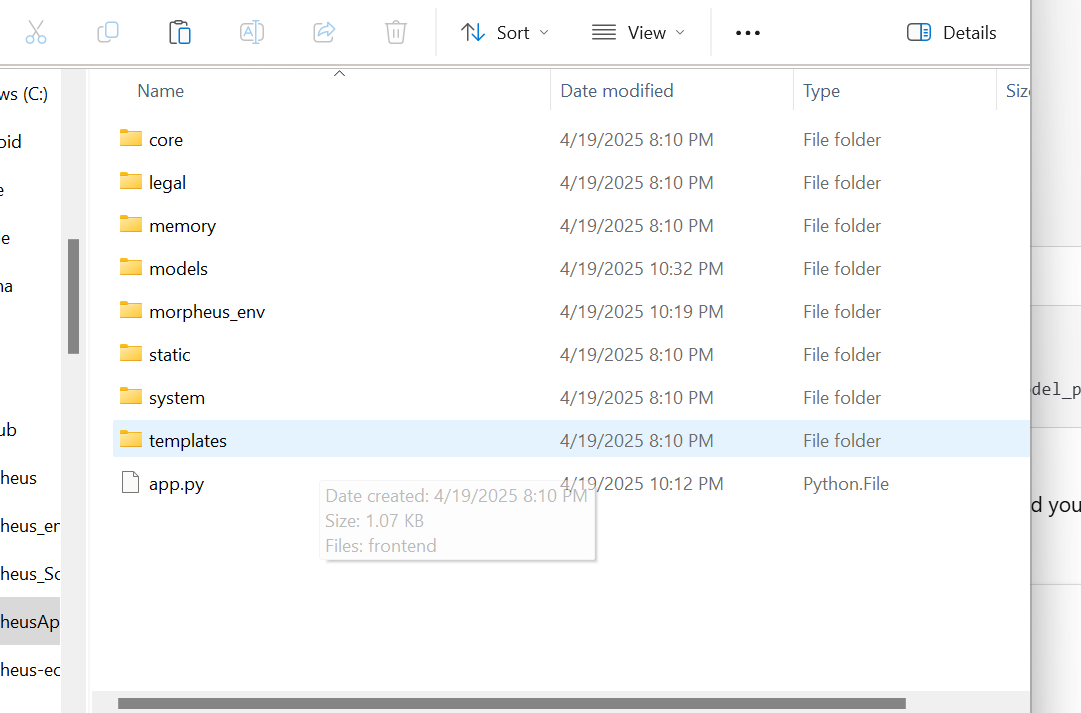 Sort
View
Details
ws (C:)
oid
e
e
na
ub
heus
heus_er
heus_Sc
heusAp
heus-ec
Name
Date modified
Type
Siz
core
4/19/2025 8:10 PM
File folder
legal
4/19/2025 8:10 PM
File folder
memory
4/19/2025 8:10 PM
File folder
models
4/19/2025 10:32 PM
File folder
morpheus_env
4/19/2025 10:19 PM
File folder
static
4/19/2025 8:10 PM
File folder
system
4/19/2025 8:10 PM
File folder
templates
4/19/2025 8:10 PM
File folder
app.py
4/19/2025 10:12 PM
Python.File
Date created: 4/19/2025 8:10 PM
Size: 1.07 KB
Files: frontend
del_p
d you